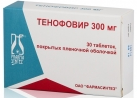 ТЕНОФОВИР 300 мг
30 таблеток,
покрытых пленочной оболочкой
ОАО "ФАРМАСИНТЕЗ"